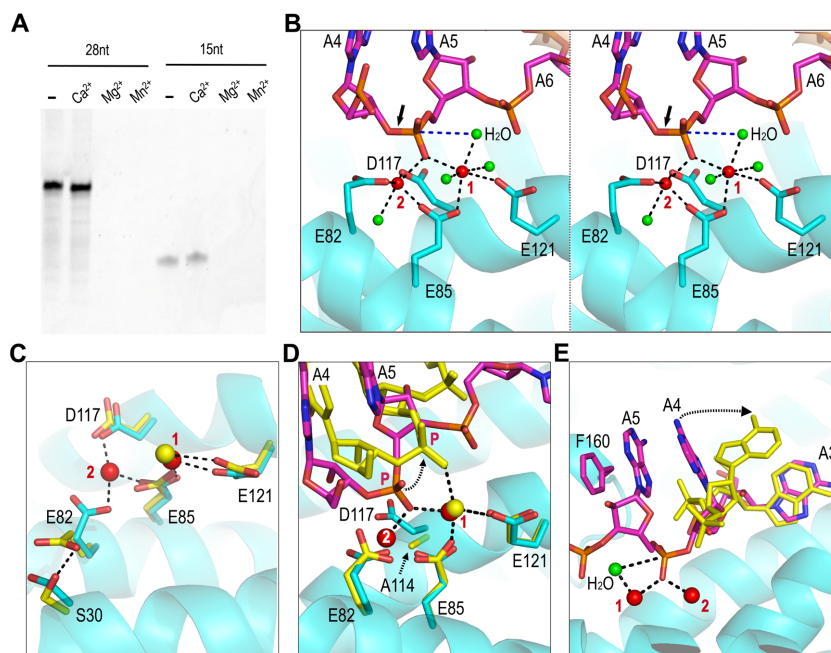 A
28nt 15nt
– Ca2+ Mg2+ Mn2+ – Ca2+ Mg2+ Mn2+
B
A4 A5 A6 A4 A5 A6
H2O H2O
D117 D117
1 1
2 2
E82 E121 E82 E121
E85 E85
C
D117
1
2
E121
E82 E85
S30
D
A4 A5
P
P
D117
1
2
E121
A114
E82 E85
E
A4
A5
F160 A3
H2O
1 2